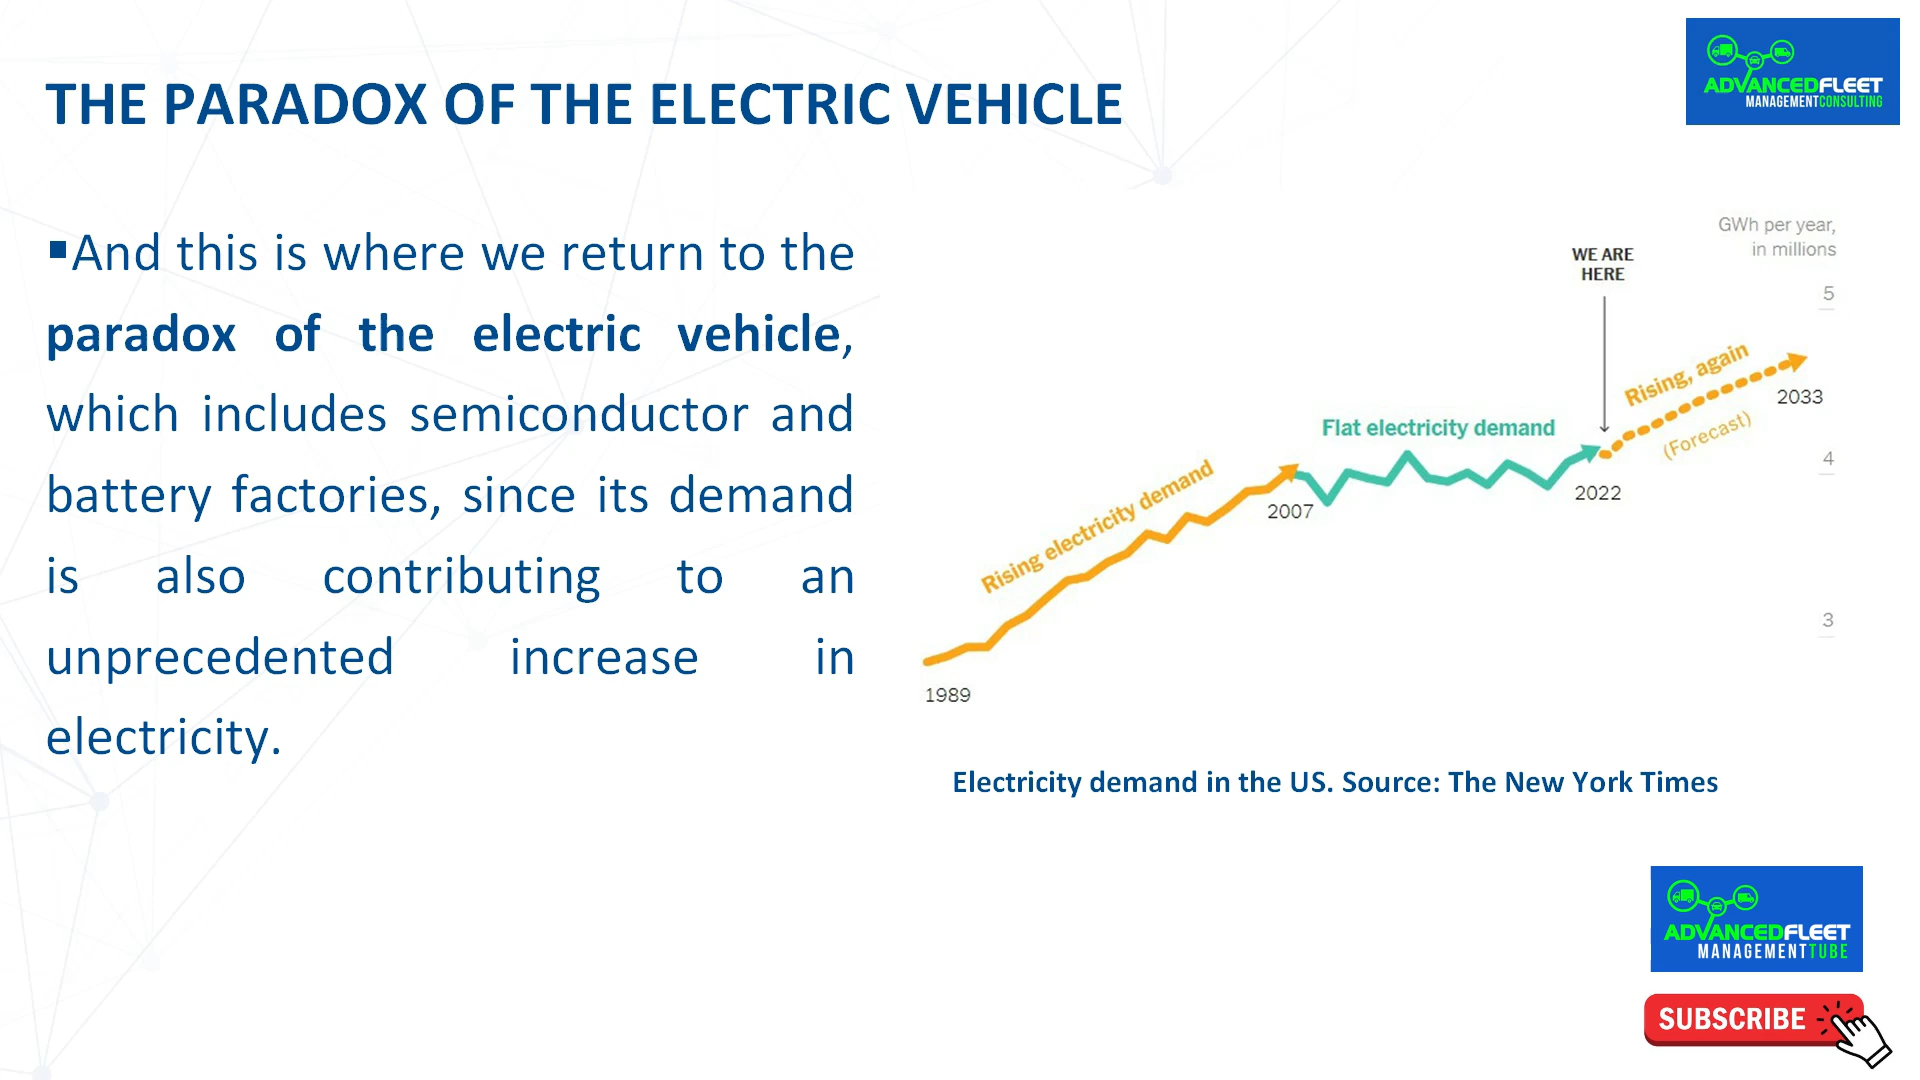 THE PARADOX OF THE ELECTRIC VEHICLE
ADVANCEDFLEET
MANAGEMENTCONSULTING
▪And this is where we return to the
paradox of the electric vehicle,
which includes semiconductor and
battery factories, since its demand
is also contributing to an
unprecedented increase in
electricity.
GWh per year,
in millions
WE ARE
HERE
5
Rising, again
2033
(Forecast)
Flat electricity demand
4
Rising electricity demand
2007
2022
3
1989
Electricity demand in the US. Source: The New York Times
ADVANCEDFLEET
MANAGEMENTTUBE
SUBSCRIBE